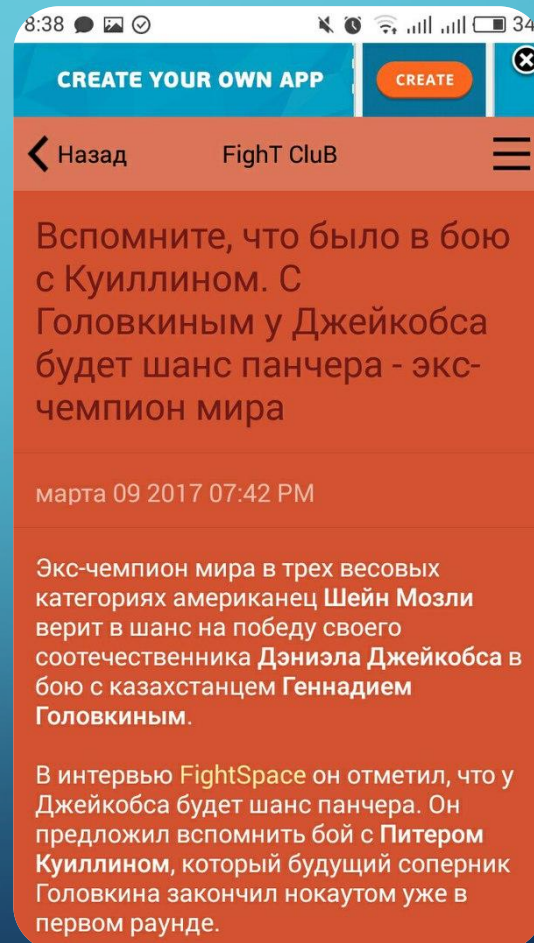 8:38
34
CREATE YOUR OWN APP
CREATE
Назад
FighT CluB
Вспомните, что было в бою
с Куиллином. С
Головкиным у Джейкобса
будет шанс панчера - экс-
чемпион мира
марта 09 2017 07:42 PM
Экс-чемпион мира в трех весовых
категориях американец Шейн Мозли
верит в шанс на победу своего
соотечественника Дэниэла Джейкобса в
бою с казахстанцем Геннадием
Головкиным.
В интервью FightSpace он отметил, что у
Джейкобса будет шанс панчера. Он
предложил вспомнить бой с Питером
Куиллином, который будущий соперник
Головкина закончил нокаутом уже в
первом раунде.